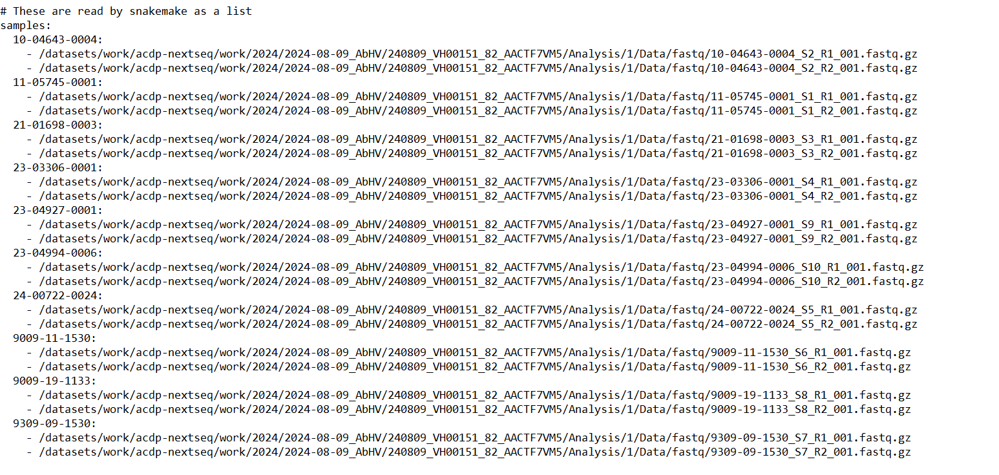 # These are read by snakemake as a list
samples:
  10-04643-0004:
    - /datasets/work/acdp-nextseq/work/2024/2024-08-09_AbHV/240809_VH00151_82_AACTF7VM5/Analysis/1/Data/fastq/10-04643-0004_S2_R1_001.fastq.gz
    - /datasets/work/acdp-nextseq/work/2024/2024-08-09_AbHV/240809_VH00151_82_AACTF7VM5/Analysis/1/Data/fastq/10-04643-0004_S2_R2_001.fastq.gz
  11-05745-0001:
    - /datasets/work/acdp-nextseq/work/2024/2024-08-09_AbHV/240809_VH00151_82_AACTF7VM5/Analysis/1/Data/fastq/11-05745-0001_S1_R1_001.fastq.gz
    - /datasets/work/acdp-nextseq/work/2024/2024-08-09_AbHV/240809_VH00151_82_AACTF7VM5/Analysis/1/Data/fastq/11-05745-0001_S1_R2_001.fastq.gz
  21-01698-0003:
    - /datasets/work/acdp-nextseq/work/2024/2024-08-09_AbHV/240809_VH00151_82_AACTF7VM5/Analysis/1/Data/fastq/21-01698-0003_S3_R1_001.fastq.gz
    - /datasets/work/acdp-nextseq/work/2024/2024-08-09_AbHV/240809_VH00151_82_AACTF7VM5/Analysis/1/Data/fastq/21-01698-0003_S3_R2_001.fastq.gz
  23-03306-0001:
    - /datasets/work/acdp-nextseq/work/2024/2024-08-09_AbHV/240809_VH00151_82_AACTF7VM5/Analysis/1/Data/fastq/23-03306-0001_S4_R1_001.fastq.gz
    - /datasets/work/acdp-nextseq/work/2024/2024-08-09_AbHV/240809_VH00151_82_AACTF7VM5/Analysis/1/Data/fastq/23-03306-0001_S4_R2_001.fastq.gz
  23-04927-0001:
    - /datasets/work/acdp-nextseq/work/2024/2024-08-09_AbHV/240809_VH00151_82_AACTF7VM5/Analysis/1/Data/fastq/23-04927-0001_S9_R1_001.fastq.gz
    - /datasets/work/acdp-nextseq/work/2024/2024-08-09_AbHV/240809_VH00151_82_AACTF7VM5/Analysis/1/Data/fastq/23-04927-0001_S9_R2_001.fastq.gz
  23-04994-0006:
    - /datasets/work/acdp-nextseq/work/2024/2024-08-09_AbHV/240809_VH00151_82_AACTF7VM5/Analysis/1/Data/fastq/23-04994-0006_S10_R1_001.fastq.gz
    - /datasets/work/acdp-nextseq/work/2024/2024-08-09_AbHV/240809_VH00151_82_AACTF7VM5/Analysis/1/Data/fastq/23-04994-0006_S10_R2_001.fastq.gz
  24-00722-0024:
    - /datasets/work/acdp-nextseq/work/2024/2024-08-09_AbHV/240809_VH00151_82_AACTF7VM5/Analysis/1/Data/fastq/24-00722-0024_S5_R1_001.fastq.gz
    - /datasets/work/acdp-nextseq/work/2024/2024-08-09_AbHV/240809_VH00151_82_AACTF7VM5/Analysis/1/Data/fastq/24-00722-0024_S5_R2_001.fastq.gz
  9009-11-1530:
    - /datasets/work/acdp-nextseq/work/2024/2024-08-09_AbHV/240809_VH00151_82_AACTF7VM5/Analysis/1/Data/fastq/9009-11-1530_S6_R1_001.fastq.gz
    - /datasets/work/acdp-nextseq/work/2024/2024-08-09_AbHV/240809_VH00151_82_AACTF7VM5/Analysis/1/Data/fastq/9009-11-1530_S6_R2_001.fastq.gz
  9009-19-1133:
    - /datasets/work/acdp-nextseq/work/2024/2024-08-09_AbHV/240809_VH00151_82_AACTF7VM5/Analysis/1/Data/fastq/9009-19-1133_S8_R1_001.fastq.gz
    - /datasets/work/acdp-nextseq/work/2024/2024-08-09_AbHV/240809_VH00151_82_AACTF7VM5/Analysis/1/Data/fastq/9009-19-1133_S8_R2_001.fastq.gz
  9309-09-1530:
    - /datasets/work/acdp-nextseq/work/2024/2024-08-09_AbHV/240809_VH00151_82_AACTF7VM5/Analysis/1/Data/fastq/9309-09-1530_S7_R1_001.fastq.gz
    - /datasets/work/acdp-nextseq/work/2024/2024-08-09_AbHV/240809_VH00151_82_AACTF7VM5/Analysis/1/Data/fastq/9309-09-1530_S7_R2_001.fastq.gz